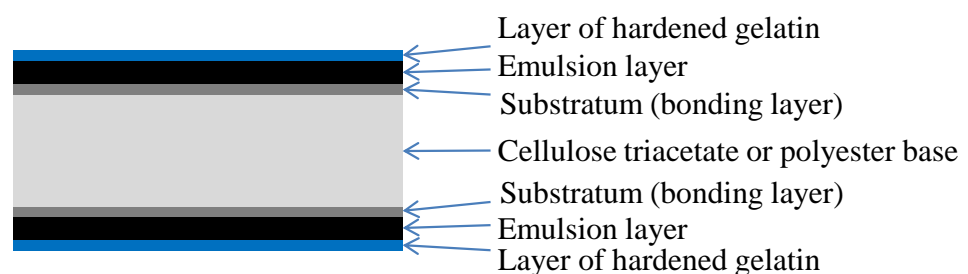 Layer of hardened gelatin
Emulsion layer
Substratum (bonding layer)
Cellulose triacetate or polyester base
Substratum (bonding layer)
Emulsion layer
Layer of hardened gelatin